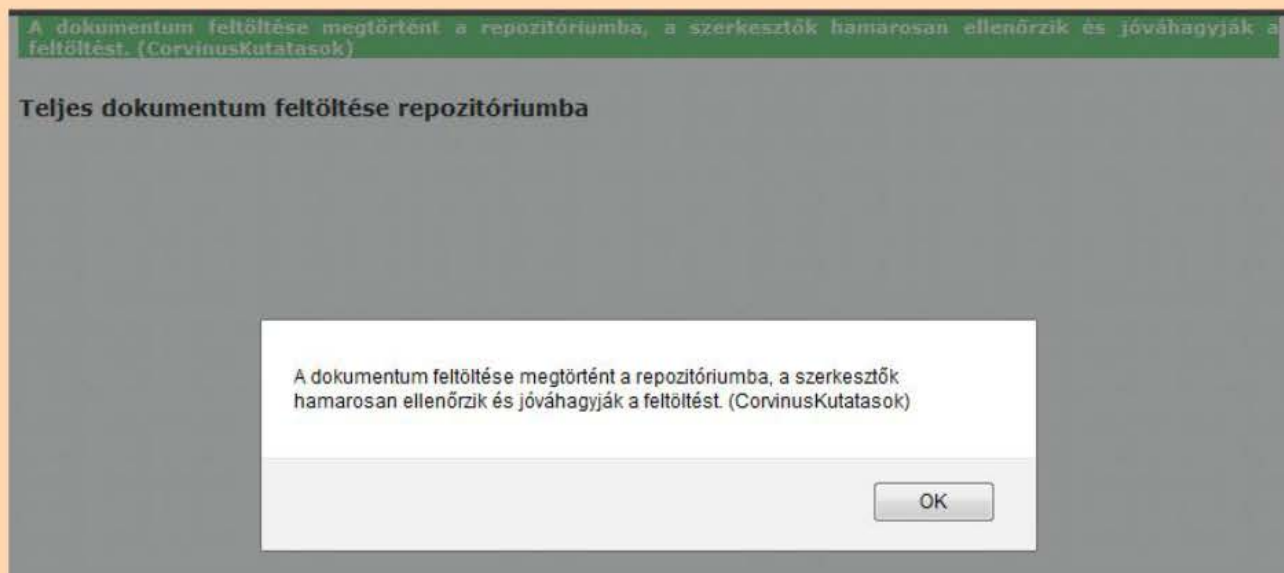 A dokumentum feltöltése megtörtént a repozitóriumba, a szerkesztők hamarosan ellenőrzik és jóváhagyják a
feltöltést. (CorvinusKutatasok)
Teljes dokumentum feltöltése repozitóriumba
A dokumentum feltöltése megtörtént a repozitóriumba, a szerkesztők
hamarosan ellenőrzik és jóváhagyják a feltöltést. (CorvinusKutatasok)
OK